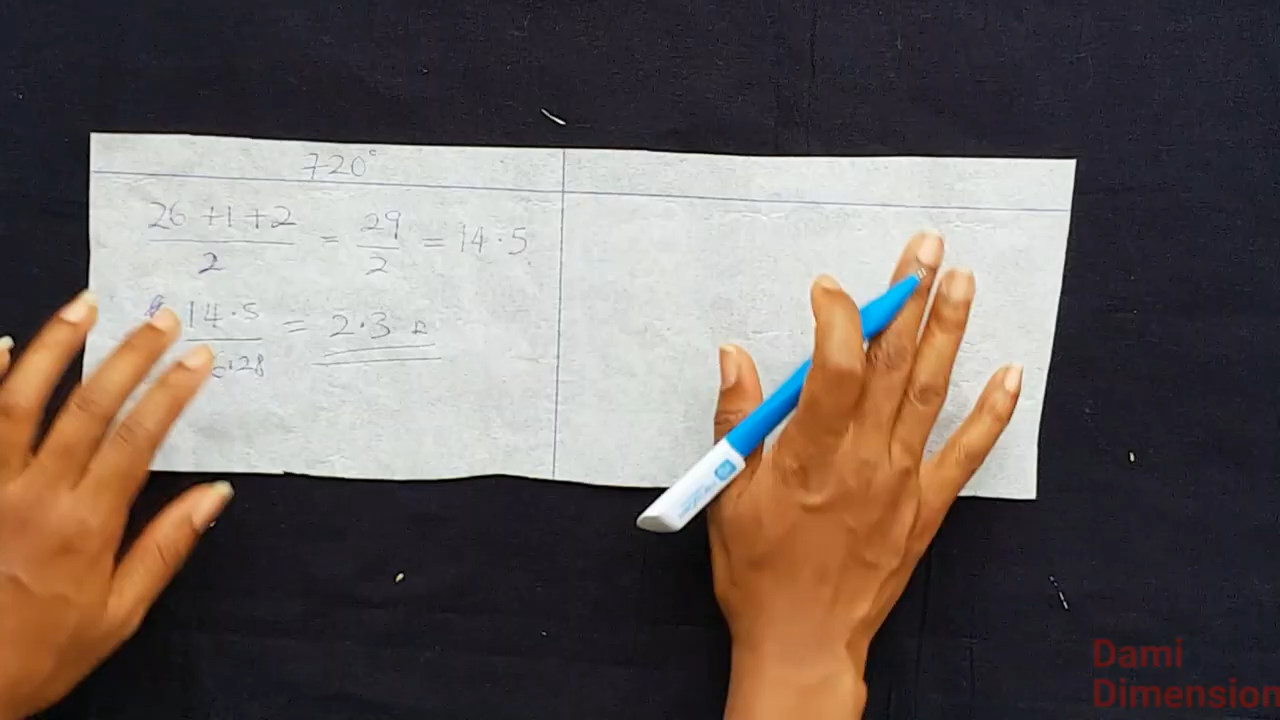 720°
26 +1+2 / 2 = 29 / 2 = 14.5
14.5 / 6.28 = 2.3
Dami
Dimension